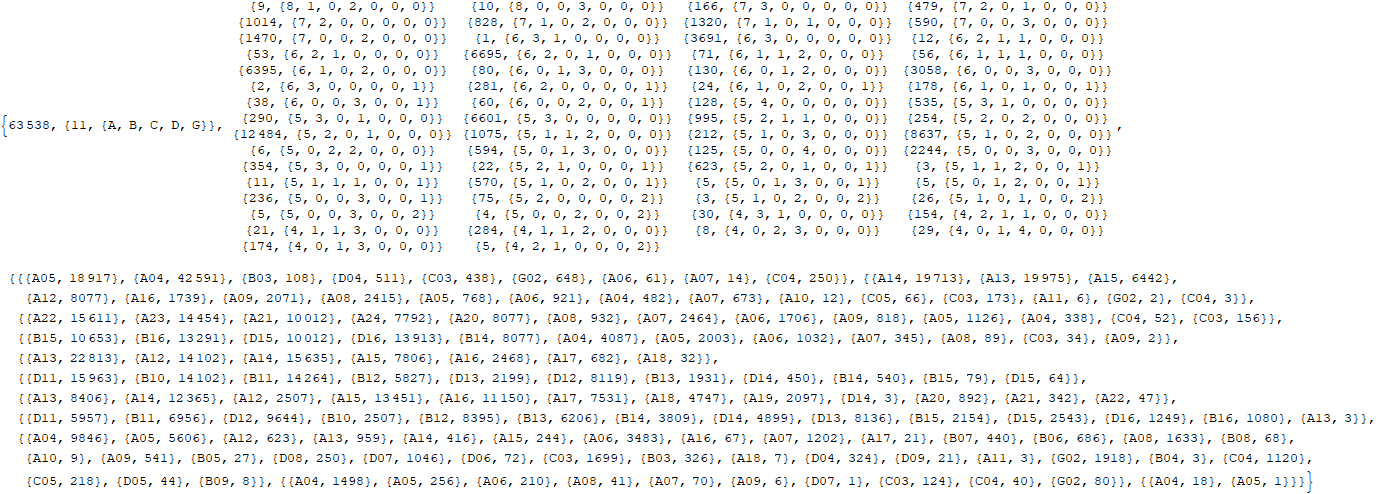 {9, {8, 1, 0, 2, 0, 0, 0}} {10, {8, 0, 0, 3, 0, 0, 0}} {166, {7, 3, 0, 0, 0, 0, 0}} {479, {7, 2, 0, 1, 0, 0, 0}}
{1014, {7, 2, 0, 0, 0, 0, 0}} {828, {7, 1, 0, 2, 0, 0, 0}} {1320, {7, 1, 0, 1, 0, 0, 0}} {590, {7, 0, 0, 3, 0, 0, 0}}
{1470, {7, 0, 0, 2, 0, 0, 0}} {1, {6, 3, 1, 0, 0, 0, 0}} {3691, {6, 3, 0, 0, 0, 0, 0}} {12, {6, 2, 1, 1, 0, 0, 0}}
{53, {6, 2, 1, 0, 0, 0, 0}} {6695, {6, 2, 0, 1, 0, 0, 0}} {71, {6, 1, 1, 2, 0, 0, 0}} {56, {6, 1, 1, 1, 0, 0, 0}}
{6395, {6, 1, 0, 2, 0, 0, 0}} {80, {6, 0, 1, 3, 0, 0, 0}} {130, {6, 0, 1, 2, 0, 0, 0}} {3058, {6, 0, 0, 3, 0, 0, 0}}
{2, {6, 3, 0, 0, 0, 0, 1}} {281, {6, 2, 0, 0, 0, 0, 1}} {24, {6, 1, 0, 2, 0, 0, 1}} {178, {6, 1, 0, 1, 0, 0, 1}}
{38, {6, 0, 0, 3, 0, 0, 1}} {60, {6, 0, 0, 2, 0, 0, 1}} {128, {5, 4, 0, 0, 0, 0, 0}} {535, {5, 3, 0, 1, 0, 0, 0}}
{63538, {11, {A, B, C, D, G}}, {290, {5, 3, 0, 0, 1, 0, 0}} {6601, {5, 3, 0, 0, 0, 0, 0}} {995, {5, 2, 1, 1, 0, 0, 0}} {254, {5, 2, 0, 2, 0, 0, 0}}
{12484, {5, 2, 0, 1, 0, 0, 0}} {1075, {5, 1, 1, 2, 0, 0, 0}} {212, {5, 1, 0, 3, 0, 0, 0}} {8637, {5, 1, 0, 2, 0, 0, 0}} ,
{6, {5, 0, 2, 2, 0, 0, 0}} {594, {5, 0, 1, 3, 0, 0, 0}} {125, {5, 0, 0, 4, 0, 0, 0}} {2244, {5, 0, 0, 3, 0, 0, 0}}
{354, {5, 3, 0, 0, 0, 0, 1}} {22, {5, 2, 1, 0, 0, 0, 1}} {623, {5, 2, 0, 1, 0, 0, 1}} {3, {5, 1, 1, 2, 0, 0, 1}}
{11, {5, 1, 1, 1, 0, 0, 1}} {570, {5, 1, 0, 2, 0, 0, 1}} {5, {5, 0, 1, 3, 0, 0, 1}} {5, {5, 0, 1, 2, 0, 0, 1}}
{236, {5, 0, 0, 3, 0, 0, 1}} {75, {5, 2, 0, 0, 0, 0, 2}} {3, {5, 1, 0, 2, 0, 0, 2}} {26, {5, 1, 0, 1, 0, 0, 2}}
{5, {5, 0, 0, 3, 0, 0, 2}} {4, {5, 0, 0, 2, 0, 0, 2}} {30, {4, 3, 1, 0, 0, 0, 0}} {154, {4, 2, 1, 1, 0, 0, 0}}
{21, {4, 1, 1, 3, 0, 0, 0}} {284, {4, 1, 1, 2, 0, 0, 0}} {8, {4, 0, 2, 3, 0, 0, 0}} {29, {4, 0, 1, 4, 0, 0, 0}}
{174, {4, 0, 1, 3, 0, 0, 0}} {5, {4, 2, 1, 0, 0, 0, 2}}
{{{A05, 18917}, {A04, 42591}, {B03, 108}, {D04, 511}, {C03, 438}, {G02, 648}, {A06, 61}, {A07, 14}, {C04, 250}}, {{A14, 19713}, {A13, 19975}, {A15, 6442},
{A12, 8077}, {A16, 1739}, {A09, 2071}, {A08, 2415}, {A05, 768}, {A06, 921}, {A04, 482}, {A07, 673}, {A10, 12}, {C05, 66}, {C03, 173}, {A11, 6}, {G02, 2}, {C04, 3}},
{{A22, 15611}, {A23, 14454}, {A21, 10012}, {A24, 7792}, {A20, 8077}, {A08, 932}, {A07, 2464}, {A06, 1706}, {A09, 818}, {A05, 1126}, {A04, 338}, {C04, 52}, {C03, 156}},
{{B15, 10653}, {B16, 13291}, {D15, 10012}, {D16, 13913}, {B14, 8077}, {A04, 4087}, {A05, 2003}, {A06, 1032}, {A07, 345}, {A08, 89}, {C03, 34}, {A09, 2}},
{{A13, 22813}, {A12, 14102}, {A14, 15635}, {A15, 7806}, {A16, 2468}, {A17, 682}, {A18, 32}},
{{D11, 15963}, {B10, 14102}, {B11, 14264}, {B12, 5827}, {D13, 2199}, {D12, 8119}, {B13, 1931}, {D14, 450}, {B14, 540}, {B15, 79}, {D15, 64}},
{{A13, 8406}, {A14, 12365}, {A12, 2507}, {A15, 13451}, {A16, 11150}, {A17, 7531}, {A18, 4747}, {A19, 2097}, {D14, 3}, {A20, 892}, {A21, 342}, {A22, 47}},
{{D11, 5957}, {B11, 6956}, {D12, 9644}, {B10, 2507}, {B12, 8395}, {B13, 6206}, {B14, 3809}, {D14, 4899}, {D13, 8136}, {B15, 2154}, {D15, 2543}, {D16, 1249}, {B16, 1080}, {A13, 3}},
{{A04, 9846}, {A05, 5606}, {A12, 623}, {A13, 959}, {A14, 416}, {A15, 244}, {A06, 3483}, {A16, 67}, {A07, 1202}, {A17, 21}, {B07, 440}, {B06, 686}, {A08, 1633}, {B08, 68},
{A10, 9}, {A09, 541}, {B05, 27}, {D08, 250}, {D07, 1046}, {D06, 72}, {C03, 1699}, {B03, 326}, {A18, 7}, {D04, 324}, {D09, 21}, {A11, 3}, {G02, 1918}, {B04, 3}, {C04, 1120},
{C05, 218}, {D05, 44}, {B09, 8}}, {{A04, 1498}, {A05, 256}, {A06, 210}, {A08, 41}, {A07, 70}, {A09, 6}, {D07, 1}, {C03, 124}, {C04, 40}, {G02, 80}}, {{A04, 18}, {A05, 1}}}}